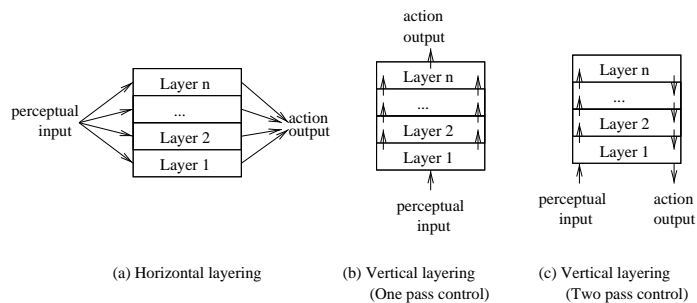 perceptual
input
Layer n
...
Layer 2
Layer 1
action
output
(a) Horizontal layering
action
output
Layer n
...
Layer 2
Layer 1
perceptual
input
(b) Vertical layering
(One pass control)
Layer n
...
Layer 2
Layer 1
perceptual
input
action
output
(c) Vertical layering
(Two pass control)